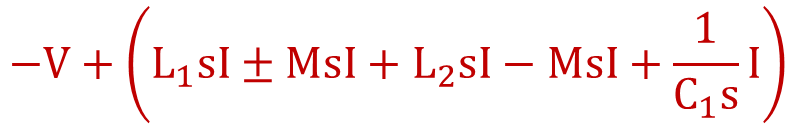 −V + (L₁sI ± MsI + L₂sI − MsI + 1/C₁s I)